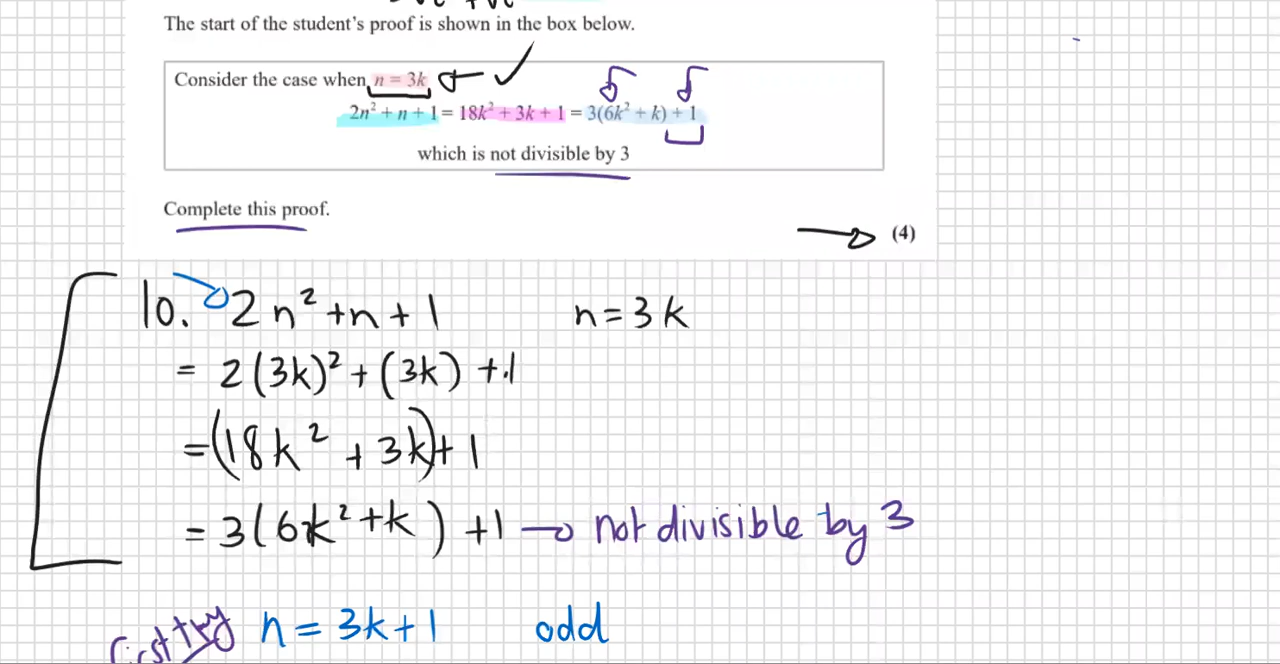 The start of the student's proof is shown in the box below.
Consider the case when n = 3k
2n² + n + 1 = 18k² + 3k + 1 = 3(6k² + k) + 1
which is not divisible by 3
Complete this proof.
(4)
10. 2n² + n + 1 n = 3k
= 2(3k)² + (3k) + 1
= (18k² + 3k) + 1
= 3(6k² + k) + 1 → not divisible by 3
first try n = 3k + 1 odd